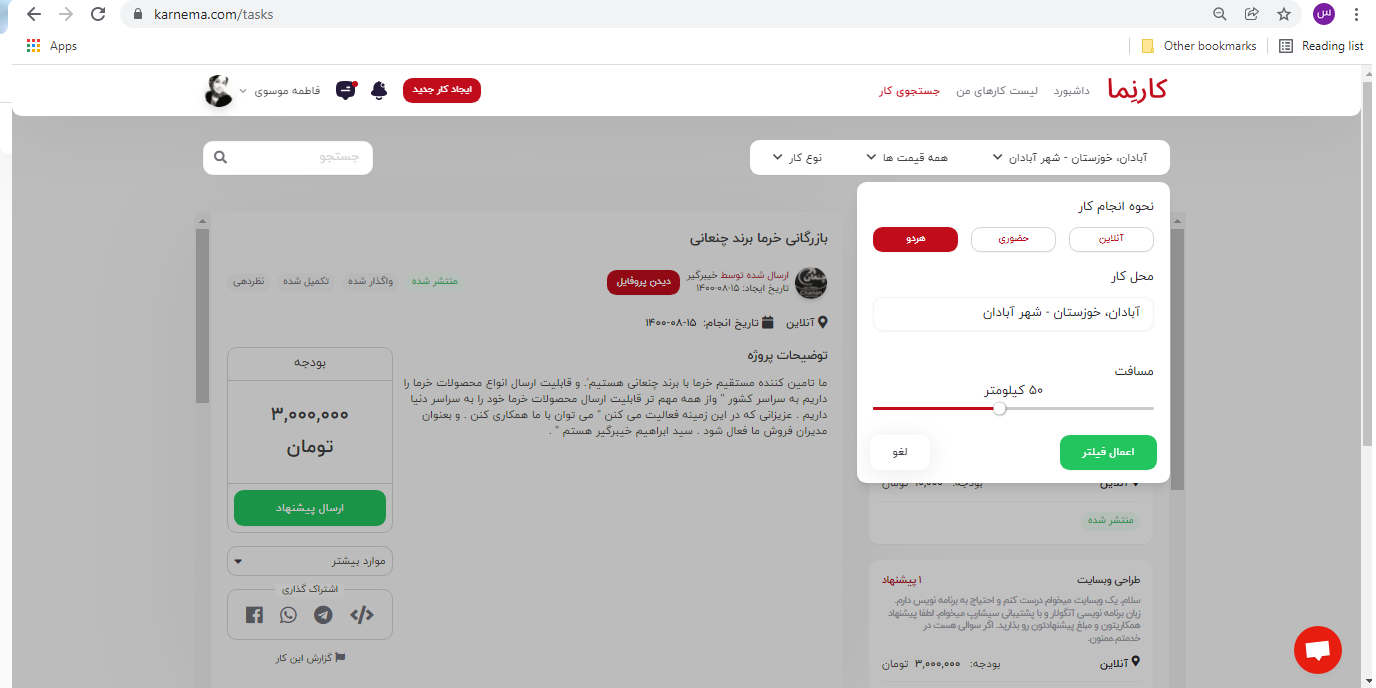 karnema.com/tasks
س
Apps
Other bookmarks
Reading list
کارنِما
داشبورد
لیست کارهای من
جستجوی کار
ایجاد کار جدید
فاطمه موسوی
آبادان، خوزستان - شهر آبادان
همه قیمت ها
نوع کار
جستجو
نحوه انجام کار
آنلاین
حضوری
هردو
محل کار
آبادان، خوزستان - شهر آبادان
مسافت
۵۰ کیلومتر
اعمال فیلتر
لغو
آنلاین
بودجه: ۱۰,۰۰۰ تومان
منتشر شده
طراحی وبسایت
۱ پیشنهاد
سلام. یک وبسایت میخوام درست کنم و احتیاج به برنامه نویس دارم.
زبان برنامه نویسی آنگولار و با پشتیبانی سیشارپ میخوام. لطفا پیشنهاد
همکاریتون و مبلغ پیشنهادتون رو بذارید. اگر سوالی هست در
خدمتم.ممنون.
آنلاین
بودجه: ۳,۰۰۰,۰۰۰ تومان
بازرگانی خرما برند چنعانی
ارسال شده توسط خیبرگیر
تاریخ ایجاد: ۱۵-۰۸-۱۴۰۰
دیدن پروفایل
منتشر شده
واگذار شده
تکمیل شده
نظردهی
آنلاین
تاریخ انجام: ۱۵-۰۸-۱۴۰۰
توضیحات پروژه
ما تامین کننده مستقیم خرما با برند چنعانی هستیم'. و قابلیت ارسال انواع محصولات خرما را
داریم به سراسر کشور " واز همه مهم تر قابلیت ارسال محصولات خرما خود را به سراسر دنیا
داریم . عزیزانی که در این زمینه فعالیت می کنن " می توان با ما همکاری کنن . و بعنوان
مدیران فروش ما فعال شود . سید ابراهیم خیبرگیر هستم " .
بودجه
۳,۰۰۰,۰۰۰
تومان
ارسال پیشنهاد
موارد بیشتر
اشتراک گذاری
گزارش این کار